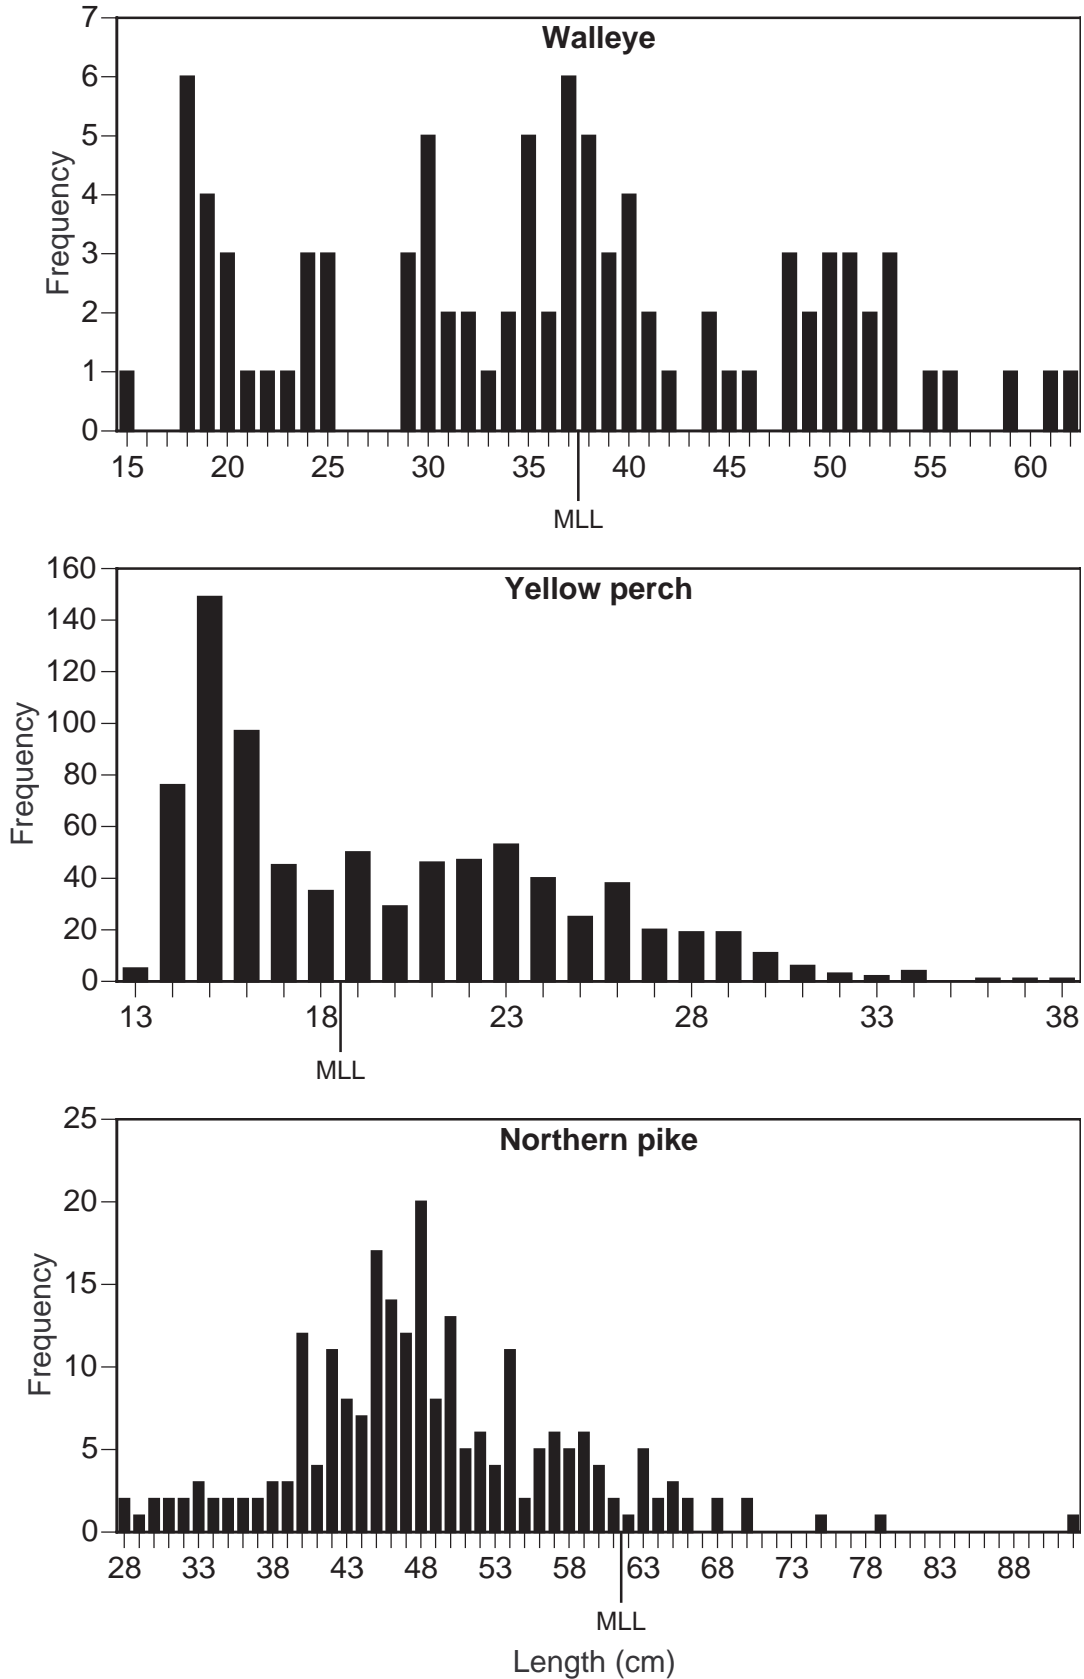 Walleye
Frequency
7
6
5
4
3
2
1
0
15 20 25 30 35 40 45 50 55 60
MLL
Yellow perch
Frequency
160
140
120
100
80
60
40
20
0
13 18 23 28 33 38
MLL
Northern pike
Frequency
25
20
15
10
5
0
28 33 38 43 48 53 58 63 68 73 78 83 88
MLL
Length (cm)